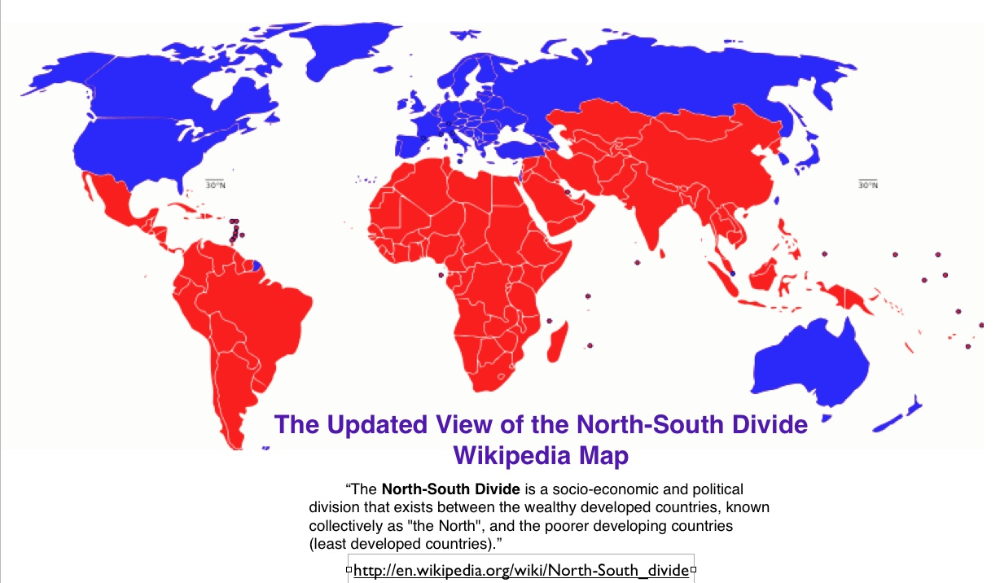 30°N
30°N
The Updated View of the North-South Divide
Wikipedia Map
“The North-South Divide is a socio-economic and political
division that exists between the wealthy developed countries, known
collectively as "the North", and the poorer developing countries
(least developed countries).”
http://en.wikipedia.org/wiki/North-South_divide